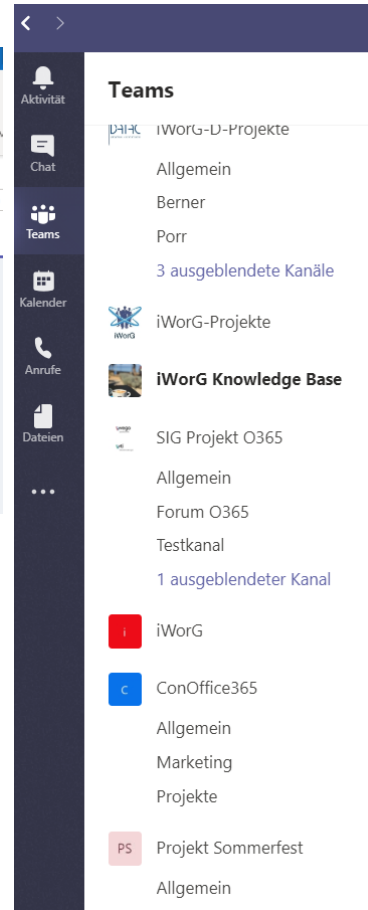 Aktivität
Chat
Teams
Kalender
Anrufe
Dateien
Teams
iWorG-D-Projekte
Allgemein
Berner
Porr
3 ausgeblendete Kanäle
iWorG
iWorG-Projekte
iWorG Knowledge Base
SIG Projekt O365
Allgemein
Forum O365
Testkanal
1 ausgeblendeter Kanal
i
iWorG
C
ConOffice365
Allgemein
Marketing
Projekte
PS
Projekt Sommerfest
Allgemein